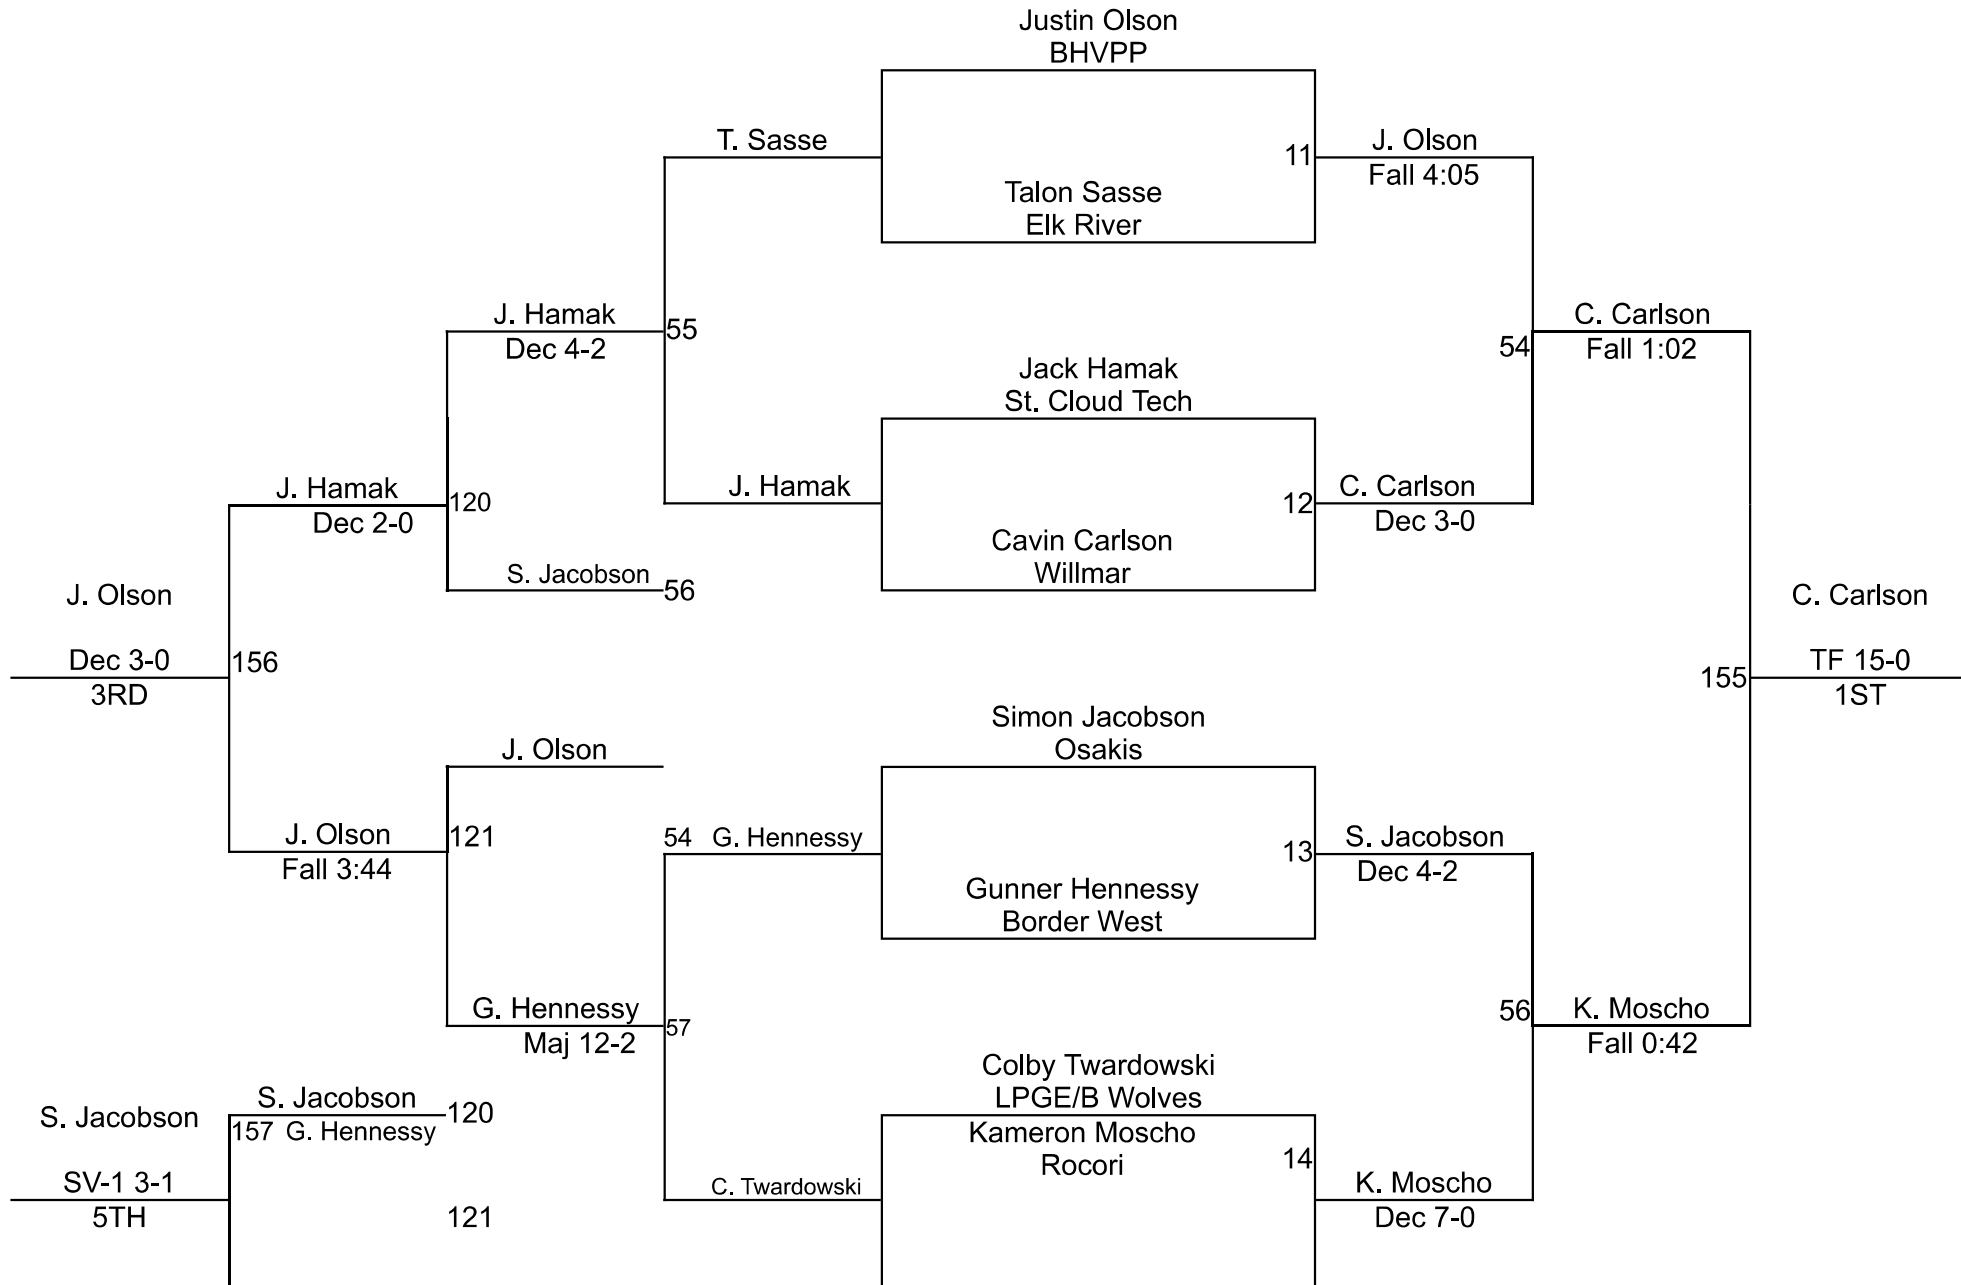 Justin Olson
BHVPP
T. Sasse
11
J. Olson
Fall 4:05
Talon Sasse
Elk River
J. Hamak
Dec 4-2
55
54
C. Carlson
Fall 1:02
Jack Hamak
St. Cloud Tech
J. Hamak
Dec 2-0
120
J. Hamak
12
C. Carlson
Dec 3-0
Cavin Carlson
Willmar
S. Jacobson
56
J. Olson
Dec 3-0
3RD
156
C. Carlson
TF 15-0
1ST
155
Simon Jacobson
Osakis
J. Olson
J. Olson
Fall 3:44
121
54
G. Hennessy
13
S. Jacobson
Dec 4-2
Gunner Hennessy
Border West
G. Hennessy
Maj 12-2
57
56
K. Moscho
Fall 0:42
Colby Twardowski
LPGE/B Wolves
Kameron Moscho
Rocori
14
S. Jacobson
120
157 G. Hennessy
S. Jacobson
SV-1 3-1
5TH
121
C. Twardowski
K. Moscho
Dec 7-0